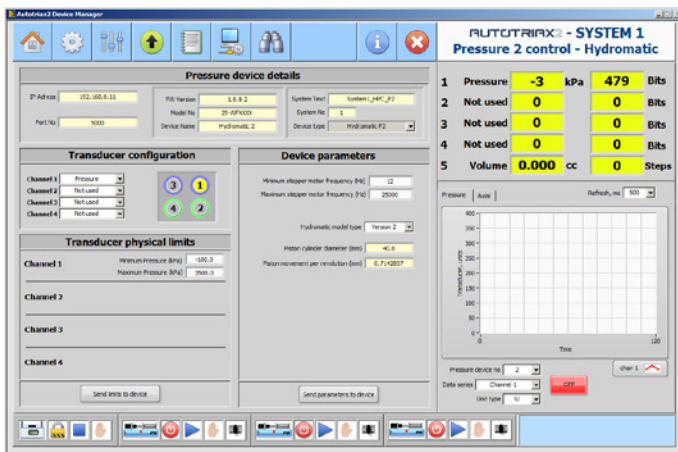 Autotriax2 Device Manager
AUTOTRIAX2 - SYSTEM 1
Pressure 2 control - Hydromatic
Pressure device details
IP Adress 192.168.0.11
Port No 5000
F/W Version 1.0.8.2
Model No
Device Name Hydromatic 2
System Text System1_HPC_P2
System No 1
Device type Hydromatic P2
1 Pressure -3 kPa 479 Bits
2 Not used 0 0 Bits
3 Not used 0 0 Bits
4 Not used 0 0 Bits
5 Volume 0.000 cc 0 Steps
Transducer configuration
Channel 1 Pressure
Channel 2 Not used
Channel 3 Not used
Channel 4 Not used
3 1
4 2
Device parameters
Minimum stepper motor frequency (Hz) 12
Maximum stepper motor frequency (Hz) 25000
Hydromatic model type Version 2
Piston cylinder diameter (mm) 40.0
Piston movement per revolution (mm) 0.7142857
Send parameters to device
Transducer physical limits
Channel 1 Minimum Pressure (kPa) -100.0
Maximum Pressure (kPa) 3500.0
Channel 2
Channel 3
Channel 4
Send limits to device
Pressure Axial Refresh, ms 500
Transducer, units
400
350
300
250
200
150
100
50
0
0 120
Time
Pressure device no 2
chan 1
Data series Channel 1
OFF
Unit type SI